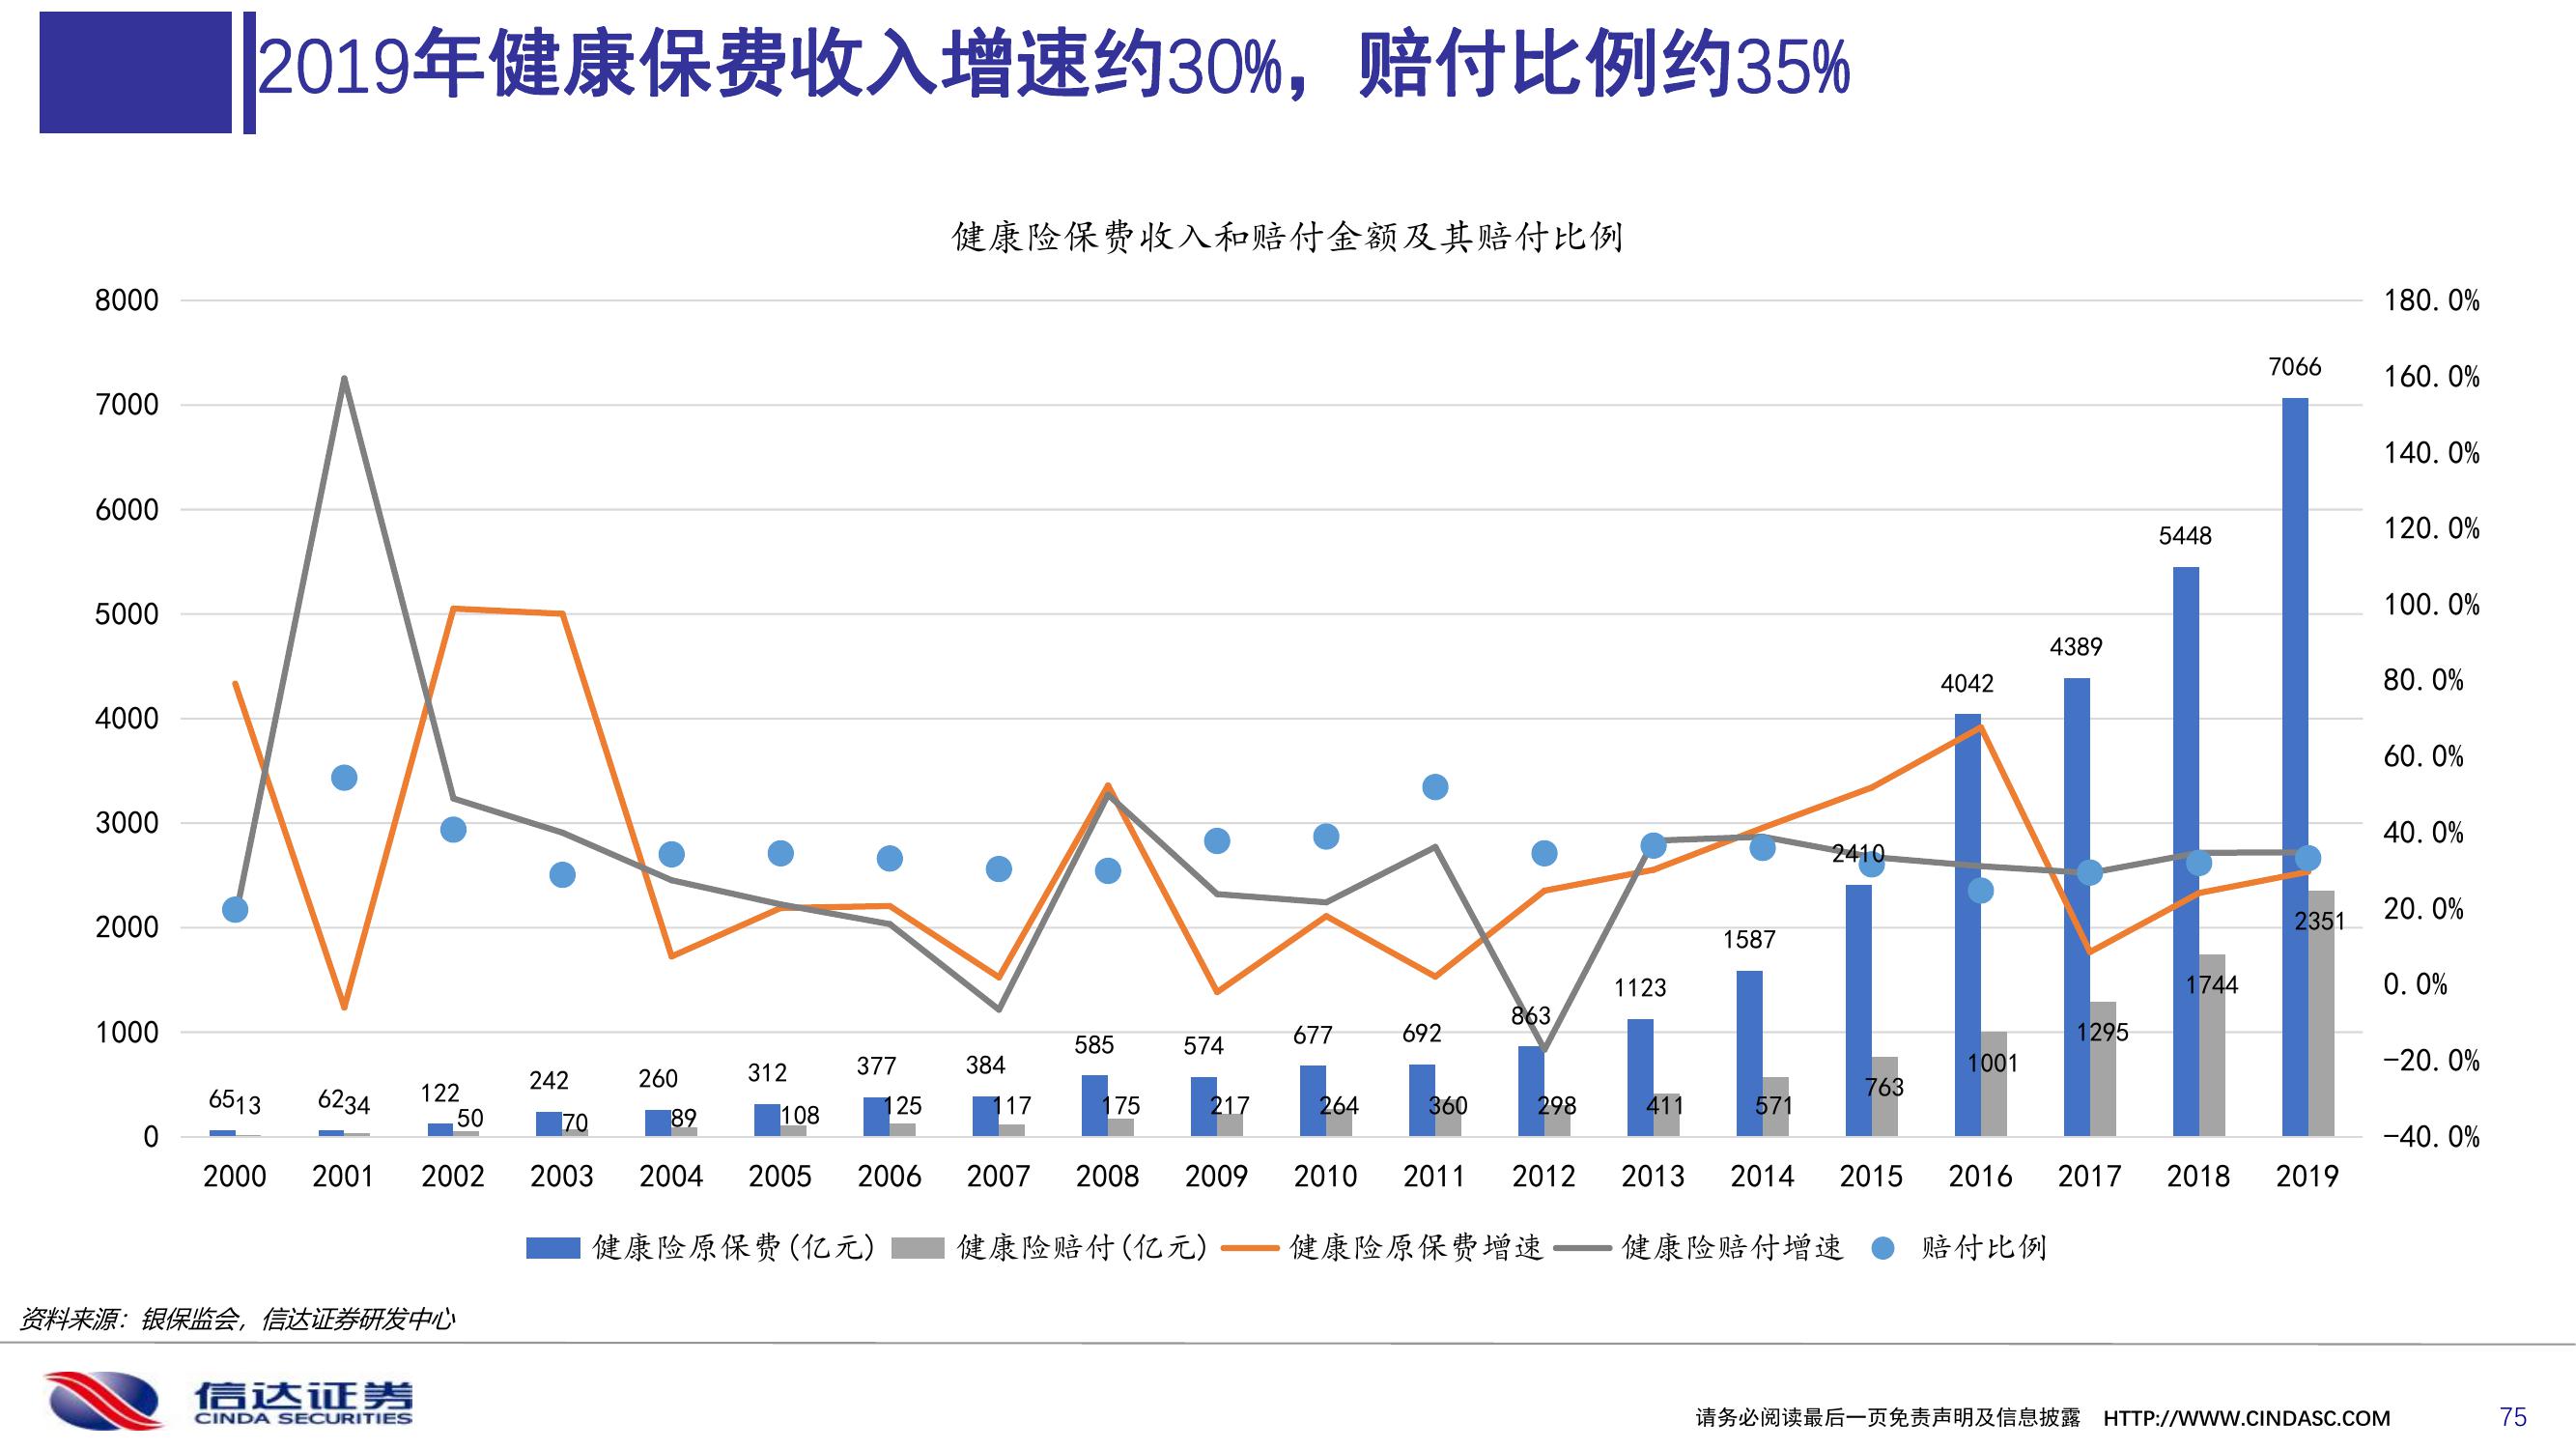 2019年健康保费收入增速约30%，赔付比例约35%
健康险保费收入和赔付金额及其赔付比例
8000
7000
6000
5000
4000
3000
2000
1000
0
180.0%
160.0%
140.0%
120.0%
100.0%
80.0%
60.0%
40.0%
20.0%
0.0%
-20.0%
-40.0%
65 62 122 242 260 312 377 384 585 574 677 692 863 1123 1587 2410 4042 4389 5448 7066
13 34 50 70 89 108 125 117 175 217 264 360 298 411 571 763 1001 1295 1744 2351
2000 2001 2002 2003 2004 2005 2006 2007 2008 2009 2010 2011 2012 2013 2014 2015 2016 2017 2018 2019
健康险原保费(亿元) 健康险赔付(亿元) 健康险原保费增速 健康险赔付增速 赔付比例
资料来源：银保监会，信达证券研发中心
信达证券
CINDA SECURITIES
请务必阅读最后一页免责声明及信息披露 HTTP://WWW.CINDASC.COM 75